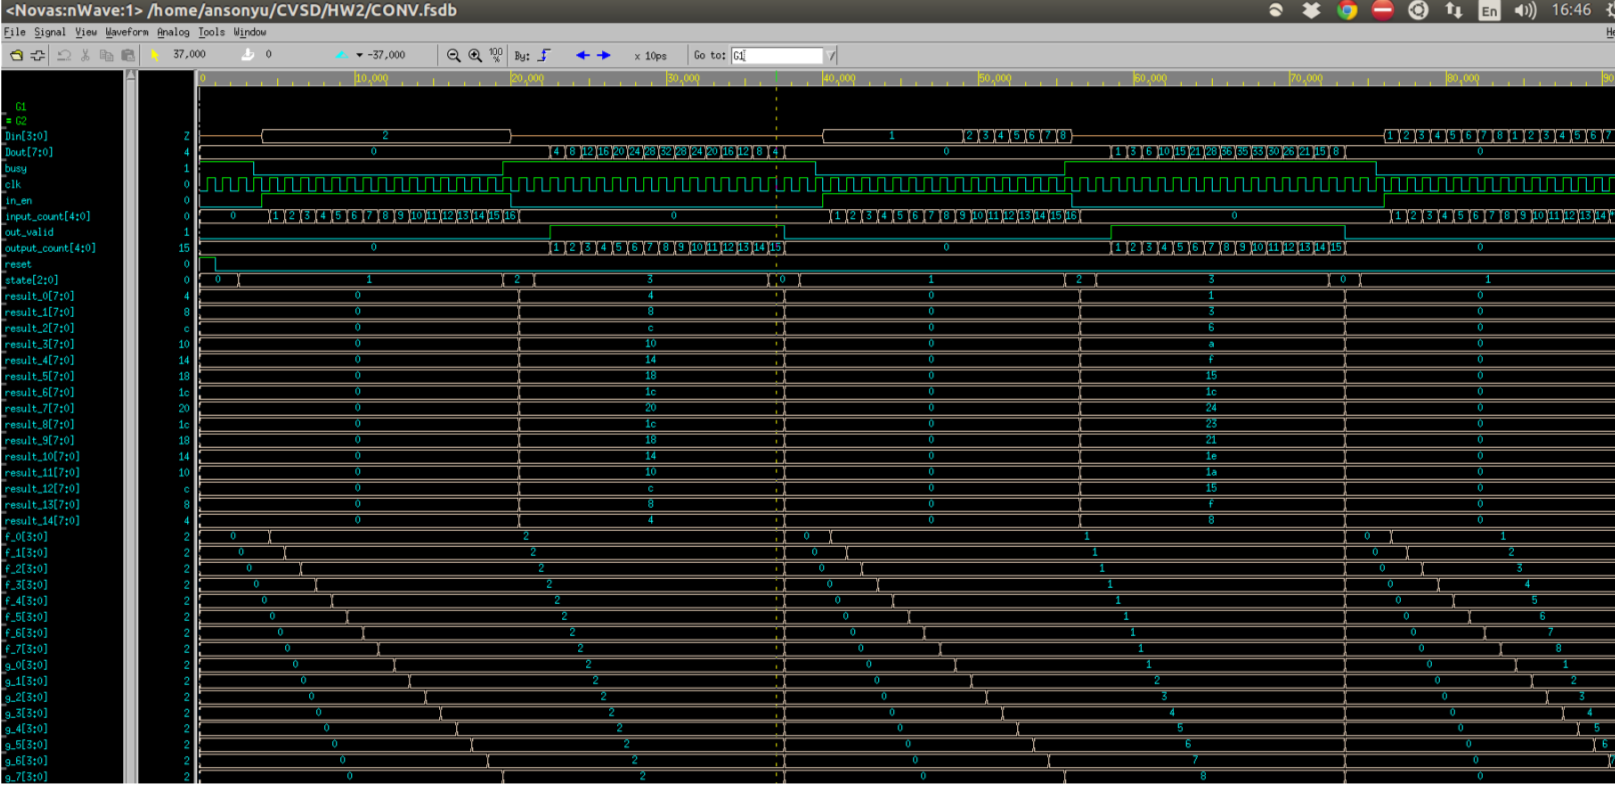 <Novas:nWave:1> /home/ansonyu/CVSD/HW2/CONV.fsdb En 16:46
File Signal View Waveform Analog Tools Window
37,000 0 -37,000 100 % By: x 10ps Go to: G1
0 10,000 20,000 30,000 40,000 50,000 60,000 70,000 80,000 90
G1
= G2
Din[3:0] Z 2 1 2 3 4 5 6 7 8 1 2 3 4 5 6 7 8 1 2 3 4 5 6 7
Dout[7:0] 4 0 4 8 12 16 20 24 28 32 28 24 20 16 12 8 4 0 1 3 6 10 15 21 28 36 35 33 30 26 21 15 8 0
busy 1
clk 0
in_en 0
input_count[4:0] 0 0 1 2 3 4 5 6 7 8 9 10 11 12 13 14 15 16 0 1 2 3 4 5 6 7 8 9 10 11 12 13 14 15 16 0 1 2 3 4 5 6 7 8 9 10 11 12 13 14
out_valid 1
output_count[4:0] 15 0 1 2 3 4 5 6 7 8 9 10 11 12 13 14 15 0 1 2 3 4 5 6 7 8 9 10 11 12 13 14 15 0
reset 0
state[2:0] 0 0 1 2 3 0 1 2 3 0 1
result_0[7:0] 4 0 4 0 1 0
result_1[7:0] 8 0 8 0 3 0
result_2[7:0] c 0 c 0 6 0
result_3[7:0] 10 0 10 0 a 0
result_4[7:0] 14 0 14 0 f 0
result_5[7:0] 18 0 18 0 15 0
result_6[7:0] 1c 0 1c 0 1c 0
result_7[7:0] 20 0 20 0 24 0
result_8[7:0] 1c 0 1c 0 23 0
result_9[7:0] 18 0 18 0 21 0
result_10[7:0] 14 0 14 0 1e 0
result_11[7:0] 10 0 10 0 1a 0
result_12[7:0] c 0 c 0 15 0
result_13[7:0] 8 0 8 0 f 0
result_14[7:0] 4 0 4 0 8 0
f_0[3:0] 2 0 2 0 1 0 1
f_1[3:0] 2 0 2 0 1 0 2
f_2[3:0] 2 0 2 0 1 0 3
f_3[3:0] 2 0 2 0 1 0 4
f_4[3:0] 2 0 2 0 1 0 5
f_5[3:0] 2 0 2 0 1 0 6
f_6[3:0] 2 0 2 0 1 0 7
f_7[3:0] 2 0 2 0 1 0 8
g_0[3:0] 2 0 2 0 1 0 1
g_1[3:0] 2 0 2 0 2 0 2
g_2[3:0] 2 0 2 0 3 0 3
g_3[3:0] 2 0 2 0 4 0 4
g_4[3:0] 2 0 2 0 5 0 5
g_5[3:0] 2 0 2 0 6 0 6
g_6[3:0] 2 0 2 0 7 0 7
g_7[3:0] 2 0 2 0 8 0